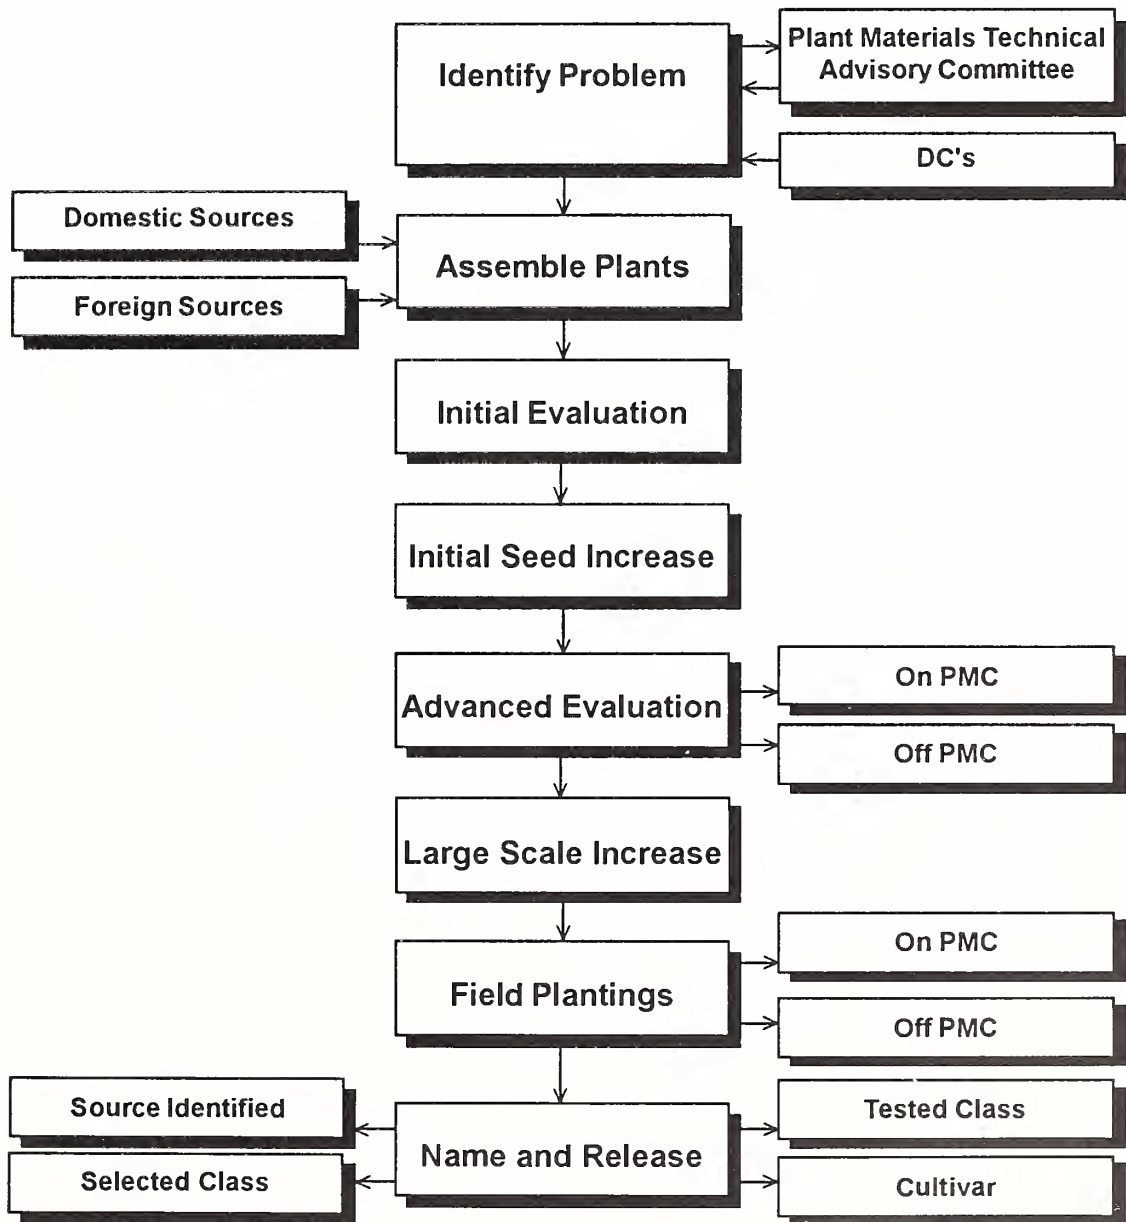 Identify Problem
Plant Materials Technical
Advisory Committee
DC's
Domestic Sources
Foreign Sources
Assemble Plants
Initial Evaluation
Initial Seed Increase
Advanced Evaluation
On PMC
Off PMC
Large Scale Increase
Field Plantings
On PMC
Off PMC
Source Identified
Selected Class
Name and Release
Tested Class
Cultivar